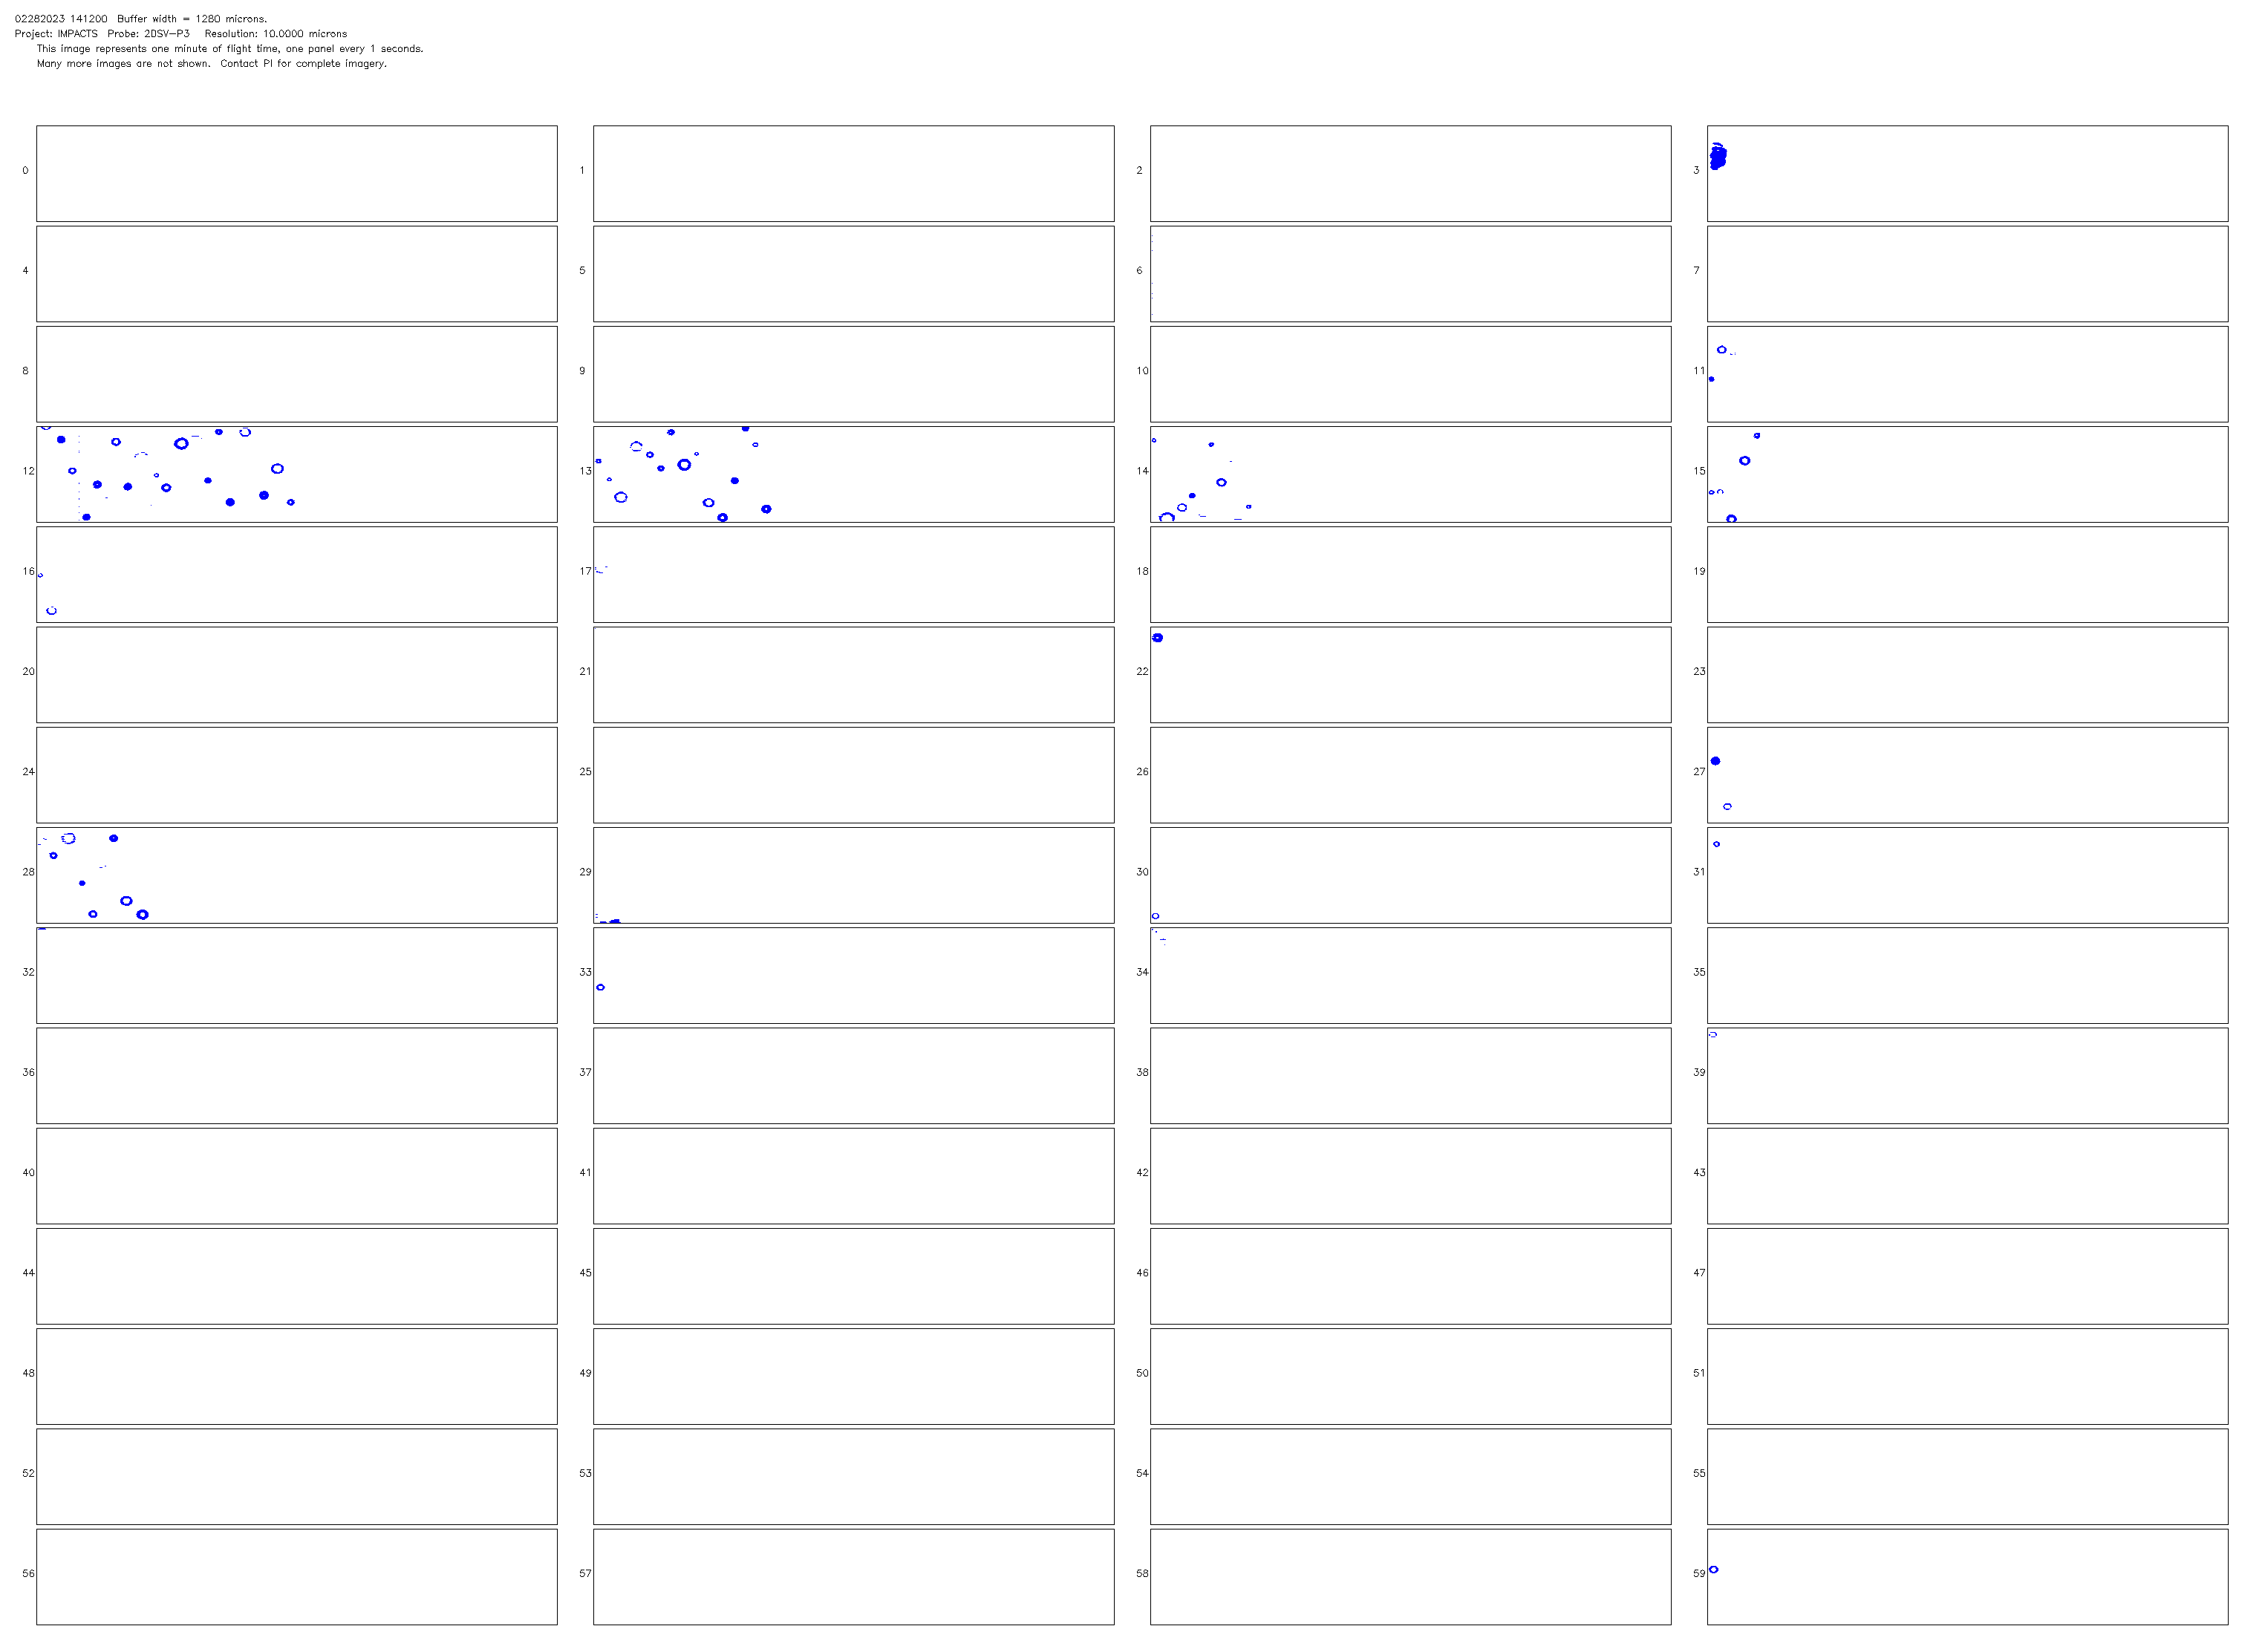 02282023 141200 Buffer width = 1280 microns.
Project: IMPACTS Probe: 2DSV-P3 Resolution: 10.0000 microns
This image represents one minute of flight time, one panel every 1 seconds.
Many more images are not shown. Contact PI for complete imagery.
0 1 2 3
4 5 6 7
8 9 10 11
12 13 14 15
16 17 18 19
20 21 22 23
24 25 26 27
28 29 30 31
32 33 34 35
36 37 38 39
40 41 42 43
44 45 46 47
48 49 50 51
52 53 54 55
56 57 58 59